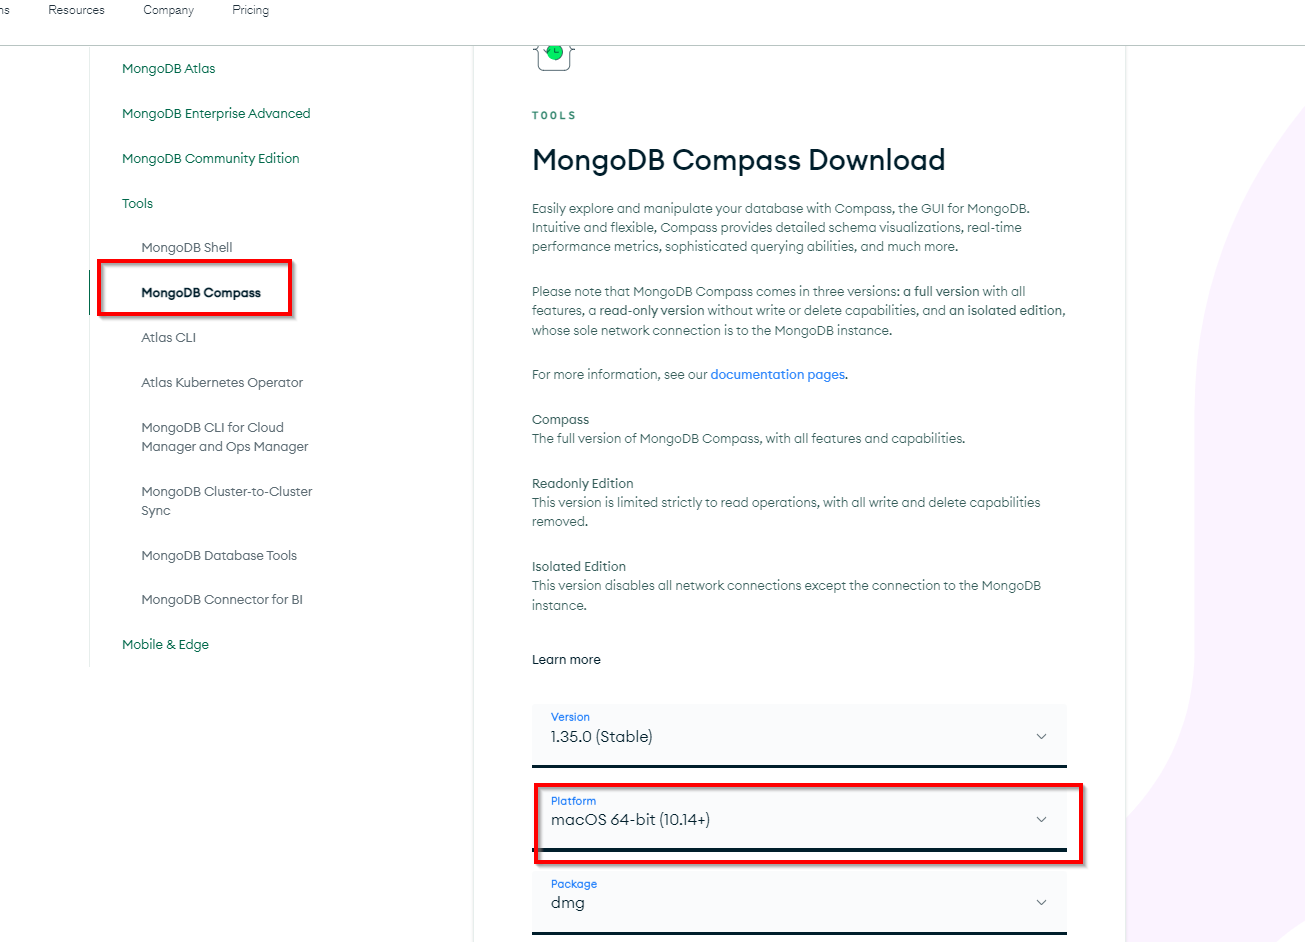 ns
Resources
Company
Pricing
MongoDB Atlas
MongoDB Enterprise Advanced
MongoDB Community Edition
Tools
MongoDB Shell
MongoDB Compass
Atlas CLI
Atlas Kubernetes Operator
MongoDB CLI for Cloud
Manager and Ops Manager
MongoDB Cluster-to-Cluster
Sync
MongoDB Database Tools
MongoDB Connector for BI
Mobile & Edge
TOOLS
MongoDB Compass Download
Easily explore and manipulate your database with Compass, the GUI for MongoDB.
Intuitive and flexible, Compass provides detailed schema visualizations, real-time
performance metrics, sophisticated querying abilities, and much more.
Please note that MongoDB Compass comes in three versions: a full version with all
features, a read-only version without write or delete capabilities, and an isolated edition,
whose sole network connection is to the MongoDB instance.
For more information, see our documentation pages.
Compass
The full version of MongoDB Compass, with all features and capabilities.
Readonly Edition
This version is limited strictly to read operations, with all write and delete capabilities
removed.
Isolated Edition
This version disables all network connections except the connection to the MongoDB
instance.
Learn more
Version
1.35.0 (Stable)
Platform
macOS 64-bit (10.14+)
Package
dmg